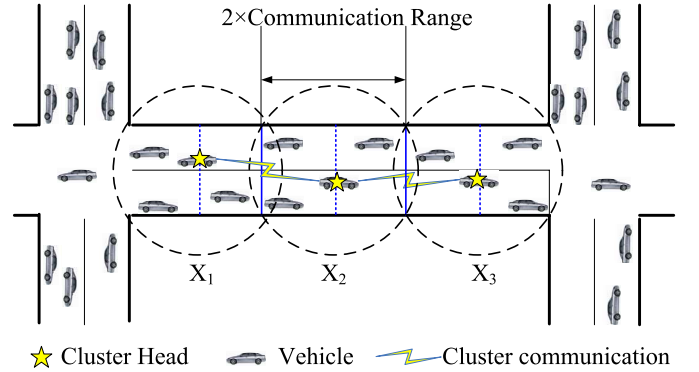 2×Communication Range
X₁ X₂ X₃
Cluster Head Vehicle Cluster communication